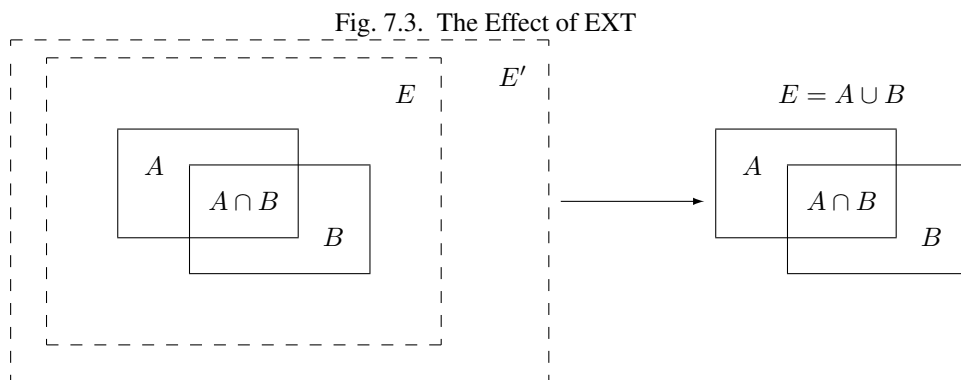 Fig. 7.3. The Effect of EXT
E′
E
E = A ∪ B
A
A
A ∩ B
A ∩ B
B
B